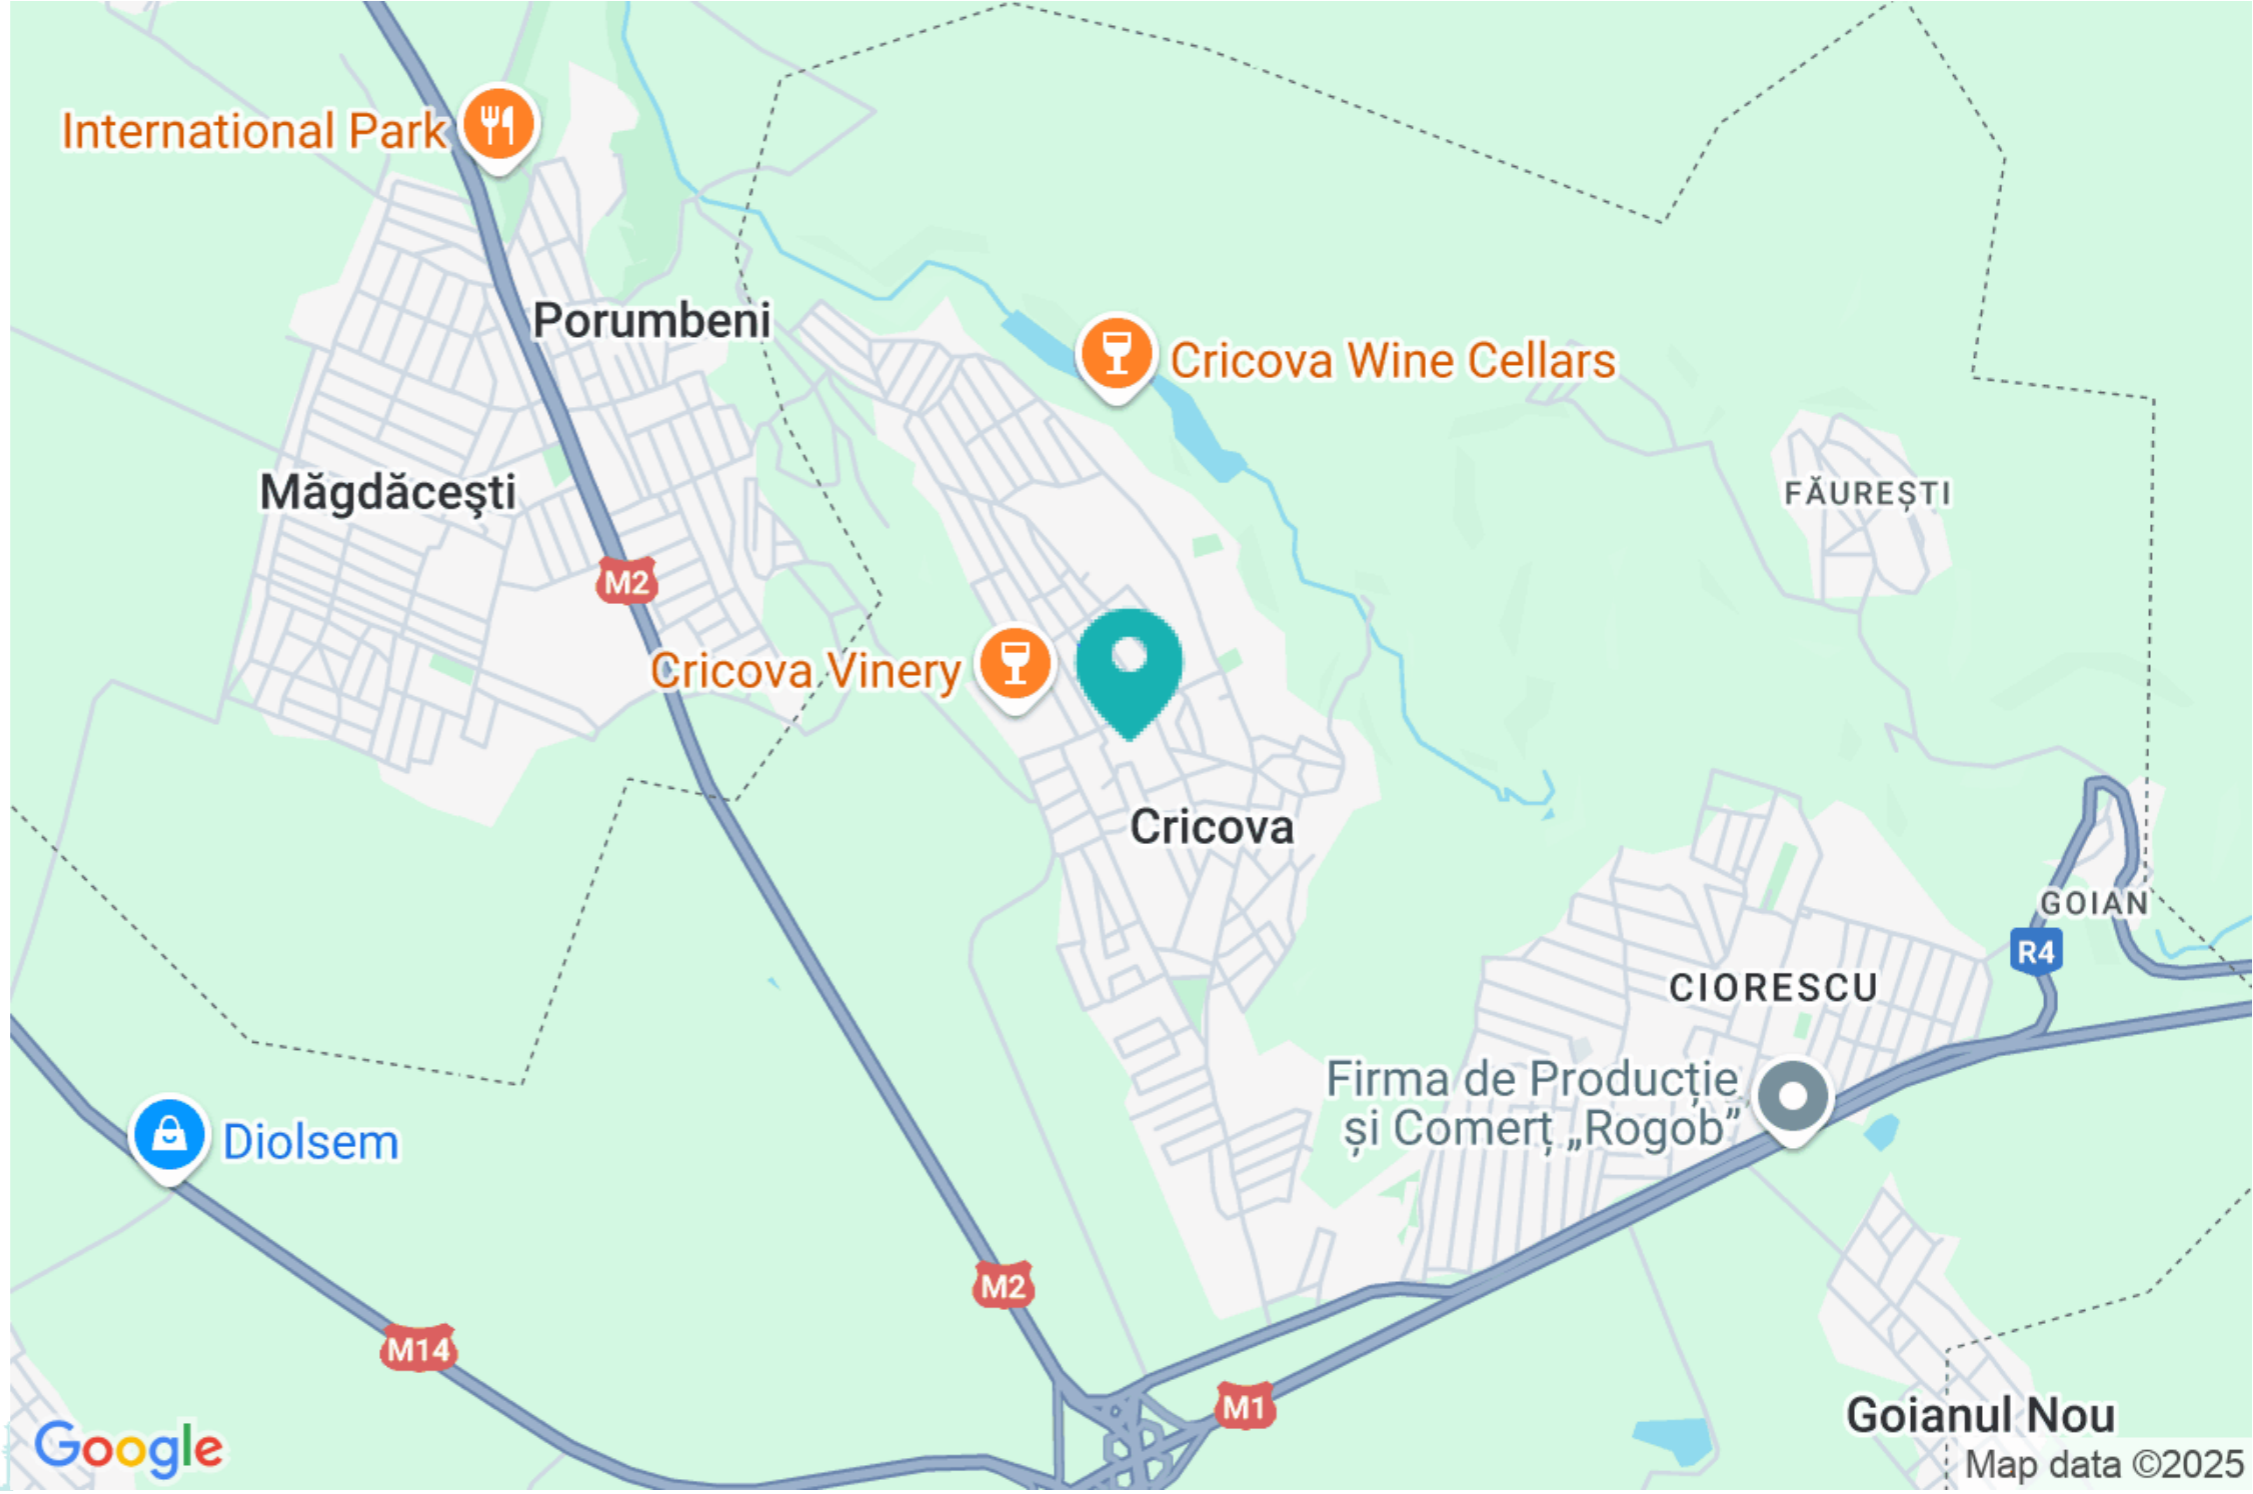 International Park
Porumbeni
Cricova Wine Cellars
Măgdăceşti
FĂUREȘTI
M2
Cricova Vinery
Cricova
GOIAN
R4
CIORESCU
Firma de Producție
și Comerț „Rogob”
Diolsem
M2
M14
M1
Goianul Nou
Google
Map data ©2025